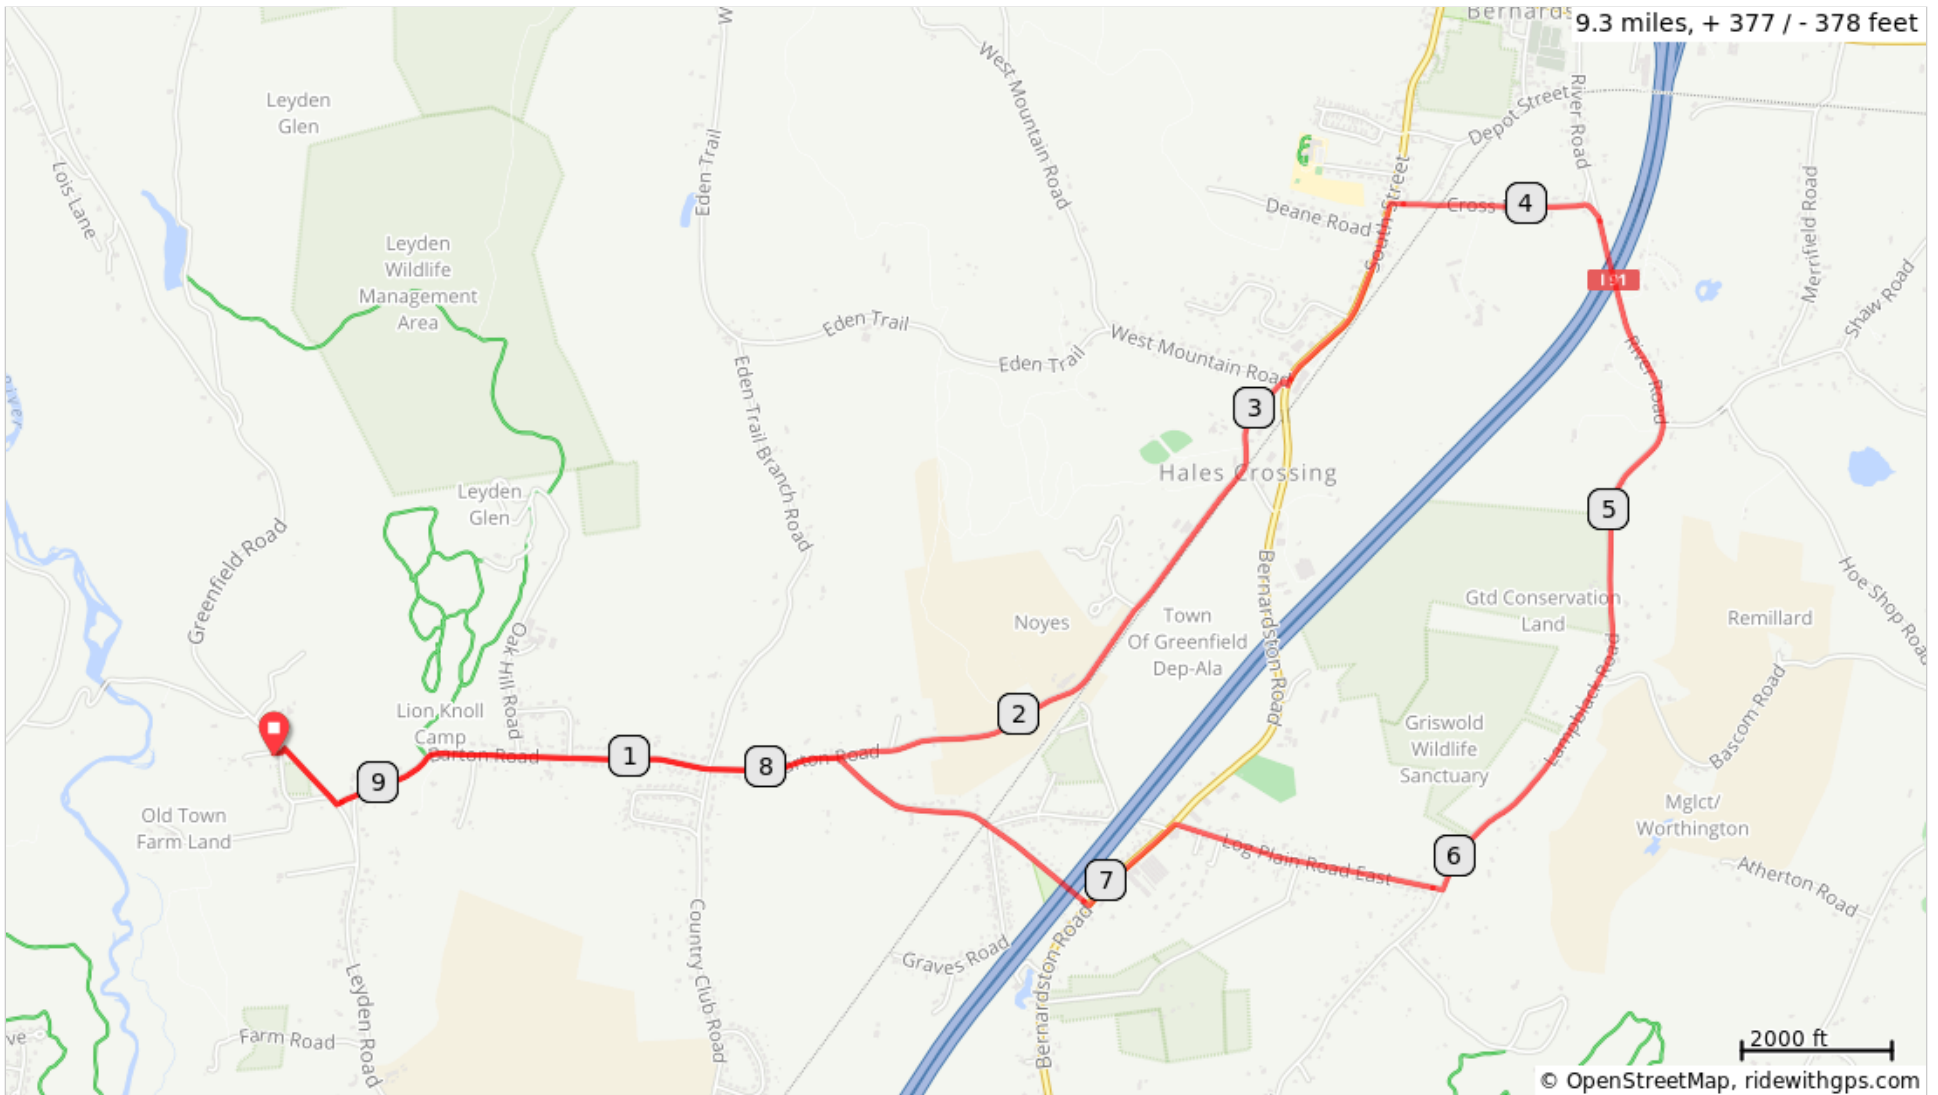 Bernards
9.3 miles, + 377 / - 378 feet
W
West Mountain Road
Leyden
Glen
River Road
Depot Street
Eden Trail
Lois Lane
South Street
Deane Road
Cross
4
Merrifield Road
Leyden
Wildlife
Management
Area
I 91
Shaw Road
Eden Trail
Eden Trail
West Mountain Road
River Road
River
Eden Trail Branch Road
3
Hales Crossing
Leyden
Glen
5
Greenfield Road
Bernardston Road
Hoe Shop Road
Gtd Conservation
Land
Noyes
Town
Of Greenfield
Dep-Ala
Remillard
Oak Hill Road
Lampblack Road
Bascom Road
Lion Knoll
Camp
2
Griswold
Wildlife
Sanctuary
Barton Road
1
8
rton Road
9
Old Town
Farm Land
Mglct/
Worthington
Log Plain Road East
6
7
Atherton Road
Country Club Road
Graves Road
Bernardston Road
Leyden Road
ve
Farm Road
2000 ft
© OpenStreetMap, ridewithgps.com